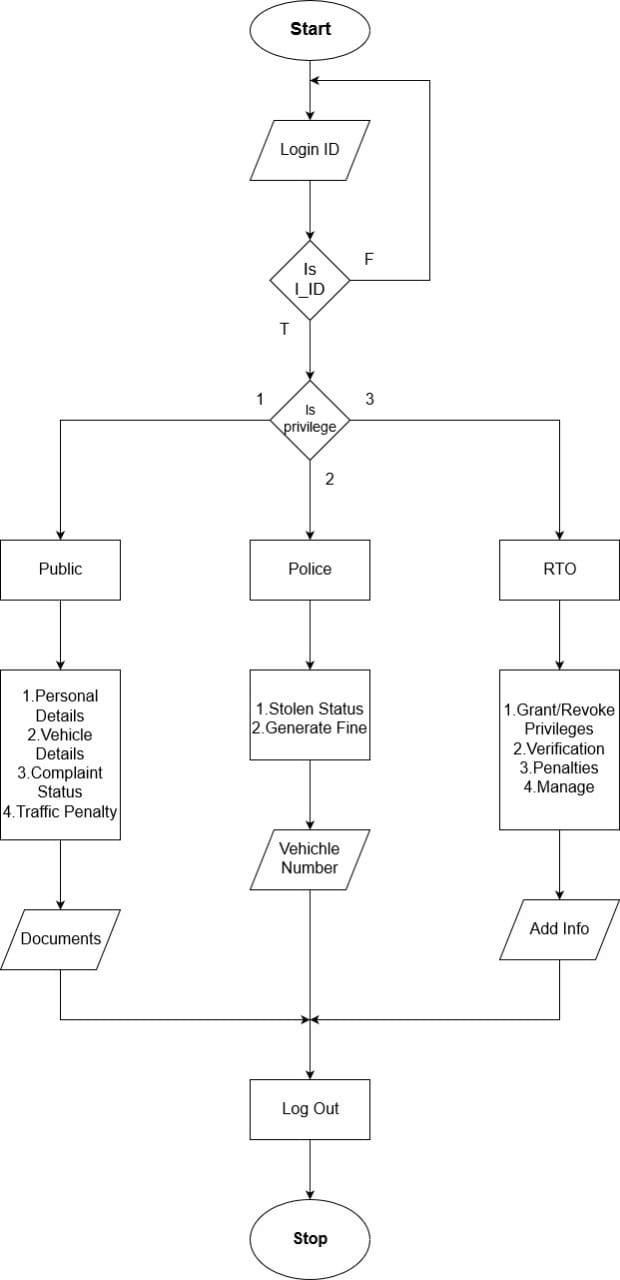 Start
Login ID
Is
I_ID
F
T
1
Is
privilege
3
2
Public
Police
RTO
1.Personal
Details
2.Vehicle
Details
3.Complaint
Status
4.Traffic Penalty
1.Stolen Status
2.Generate Fine
1.Grant/Revoke
Privileges
2.Verification
3.Penalties
4.Manage
Vehichle
Number
Documents
Add Info
Log Out
Stop